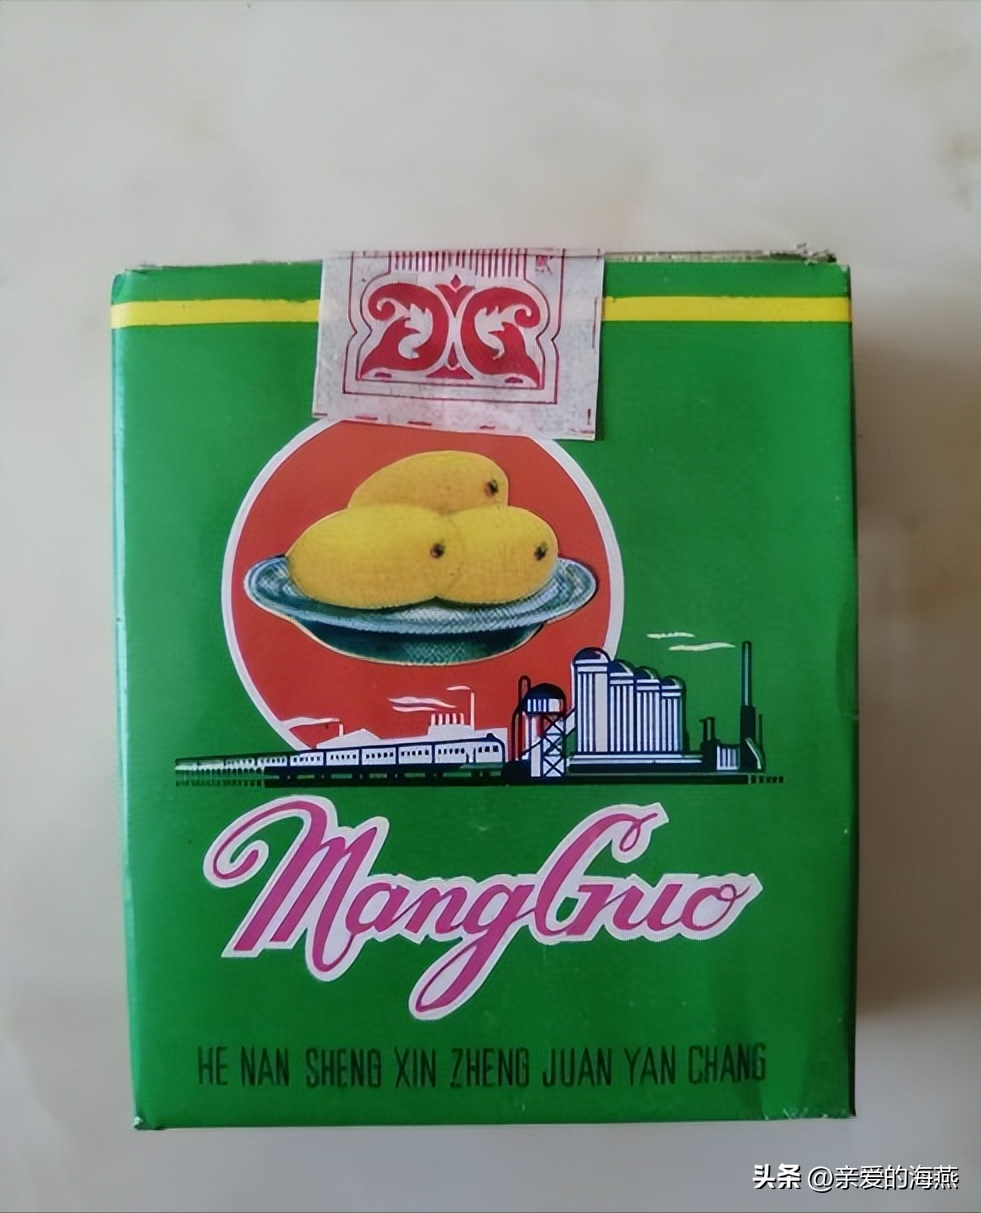 MangGuo
HE NAN SHENG XIN ZHENG JUAN YAN CHANG
头条 @亲爱的海燕